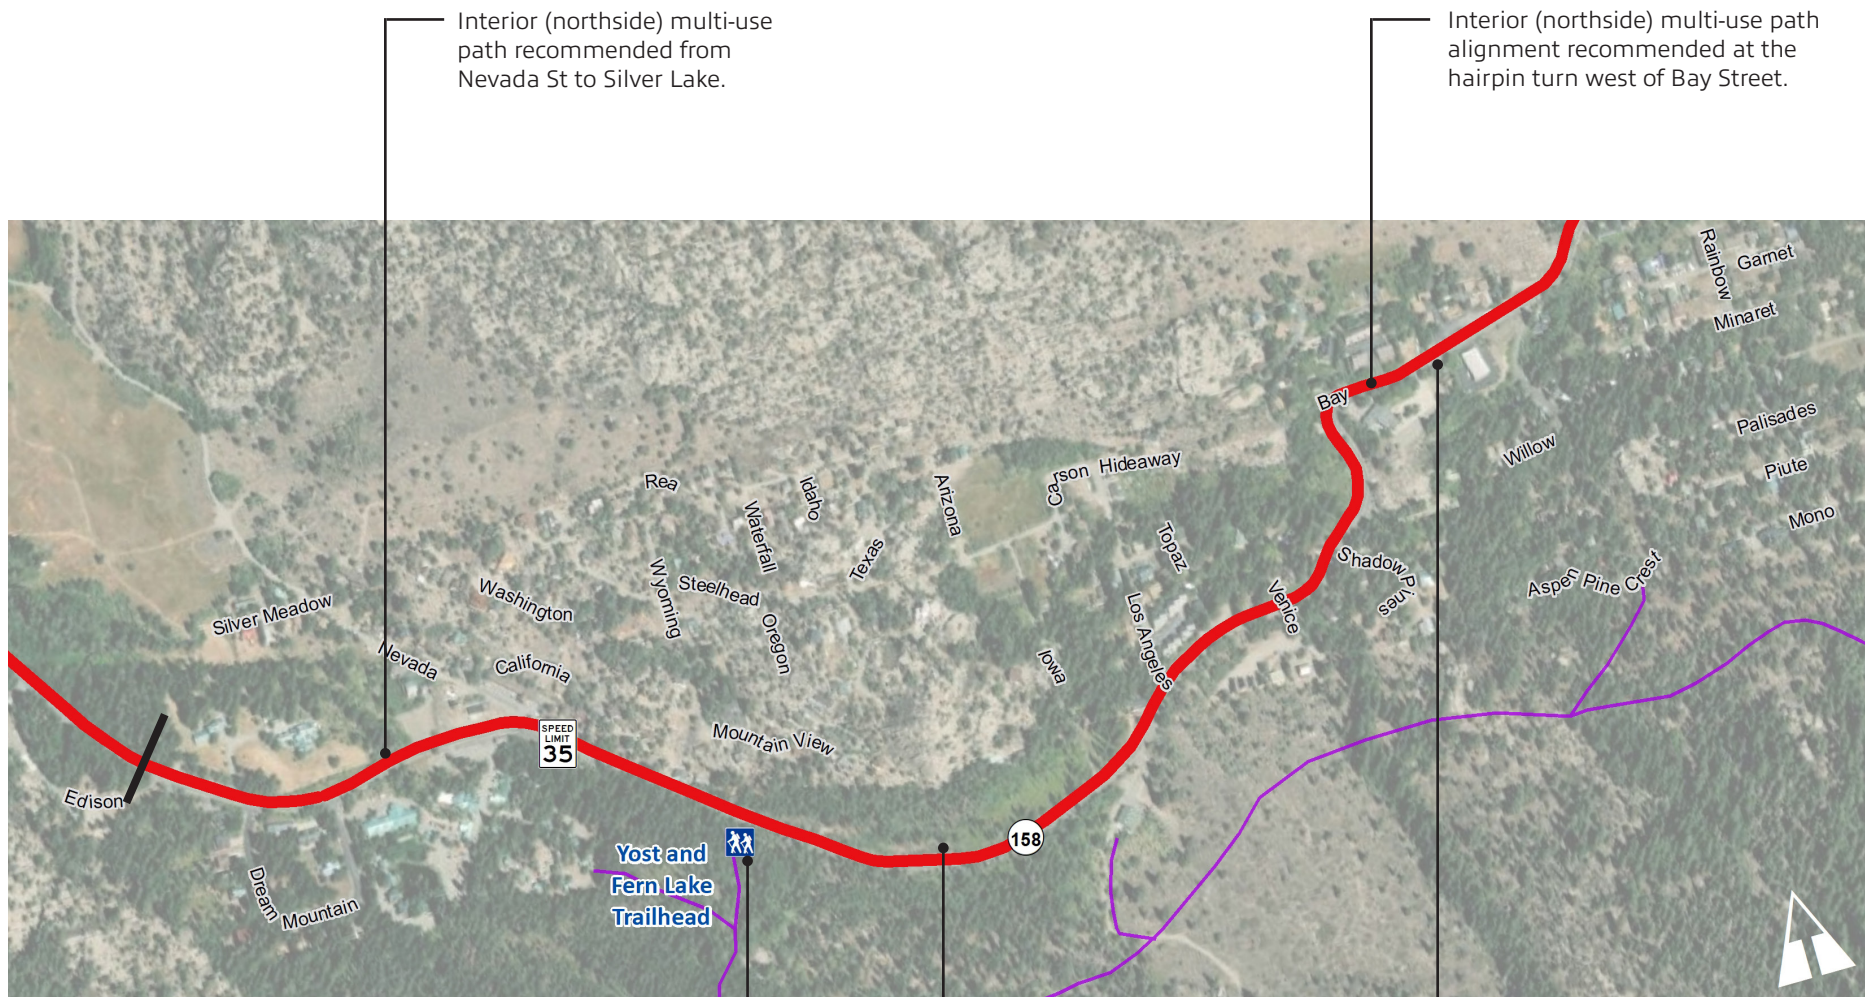 Interior (northside) multi-use
path recommended from
Nevada St to Silver Lake.
Interior (northside) multi-use path
alignment recommended at the
hairpin turn west of Bay Street.
Rainbow
Garnet
Minaret
Bay
Palisades
Willow
Piute
Mono
Rea
Idaho
Waterfall
Arizona
Carson
Hideaway
Texas
Topaz
Shadow Pines
Aspen
Pine Crest
Washington
Wyoming
Steelhead
Oregon
Silver Meadow
Nevada
California
Iowa
Los Angeles
Venice
Mountain View
SPEED
LIMIT
35
Edison
158
Yost and
Fern Lake
Trailhead
Dream
Mountain